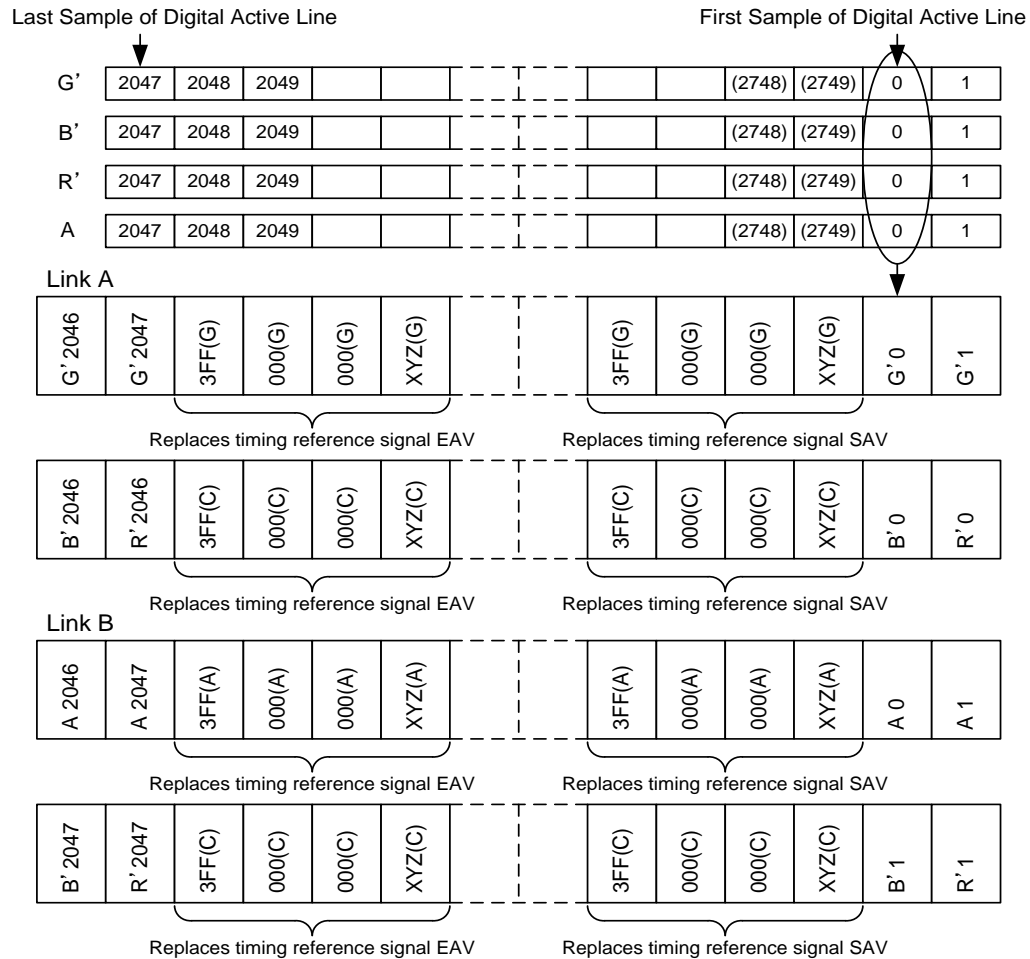 Last Sample of Digital Active Line First Sample of Digital Active Line
G’ 2047 2048 2049 (2748) (2749) 0 1
B’ 2047 2048 2049 (2748) (2749) 0 1
R’ 2047 2048 2049 (2748) (2749) 0 1
A 2047 2048 2049 (2748) (2749) 0 1
Link A
G’ 2046 G’ 2047 3FF(G) 000(G) 000(G) XYZ(G) 3FF(G) 000(G) 000(G) XYZ(G) G’ 0 G’ 1
Replaces timing reference signal EAV Replaces timing reference signal SAV
B’ 2046 R’ 2046 3FF(C) 000(C) 000(C) XYZ(C) 3FF(C) 000(C) 000(C) XYZ(C) B’ 0 R’ 0
Replaces timing reference signal EAV Replaces timing reference signal SAV
Link B
A 2046 A 2047 3FF(A) 000(A) 000(A) XYZ(A) 3FF(A) 000(A) 000(A) XYZ(A) A 0 A 1
Replaces timing reference signal EAV Replaces timing reference signal SAV
B’ 2047 R’ 2047 3FF(C) 000(C) 000(C) XYZ(C) 3FF(C) 000(C) 000(C) XYZ(C) B’ 1 R’ 1
Replaces timing reference signal EAV Replaces timing reference signal SAV